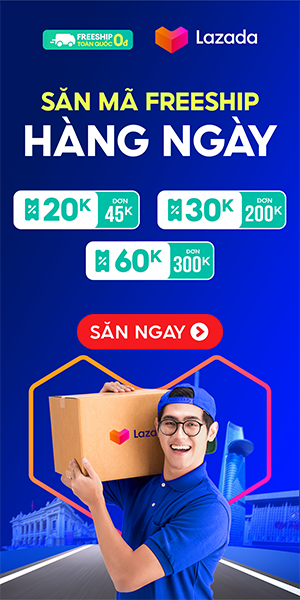 FREESHIP
TOÀN QUỐC 0đ
Lazada
SĂN MÃ FREESHIP
HÀNG NGÀY
20K ĐƠN 45K
30K ĐƠN 200K
60K ĐƠN 300K
SĂN NGAY
Laza